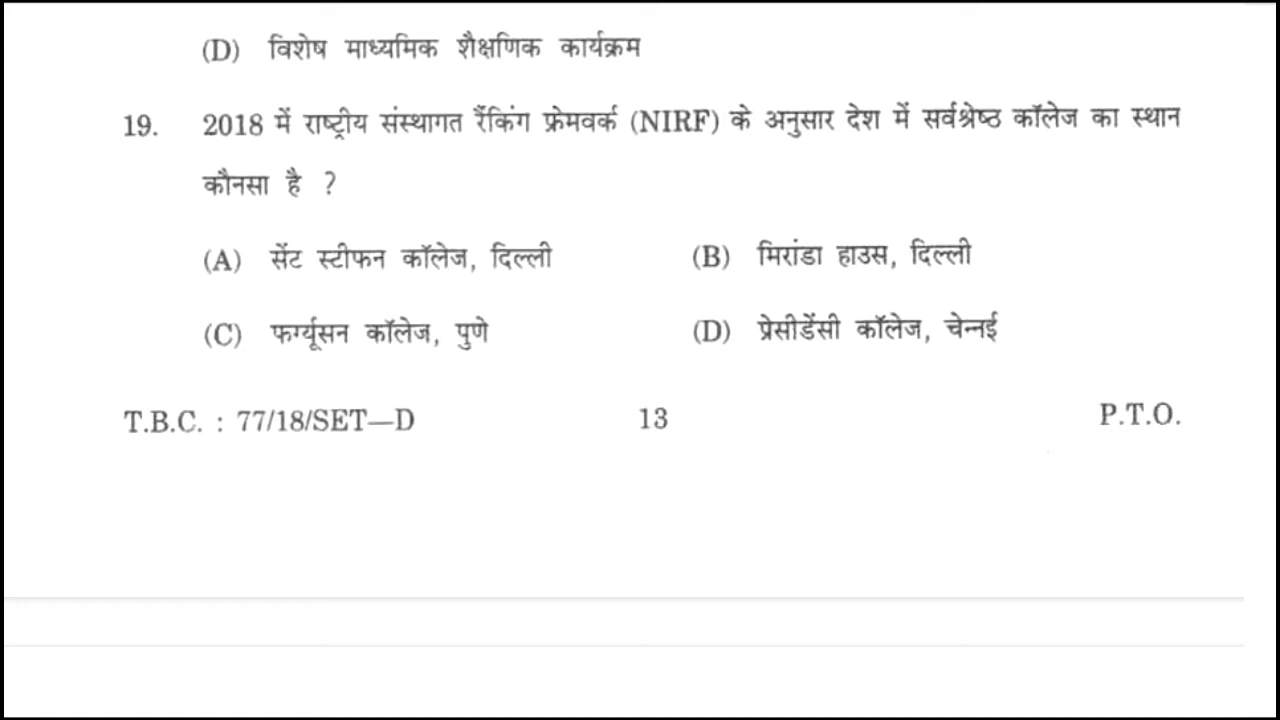 (D) विशेष माध्यमिक शैक्षणिक कार्यक्रम
19. 2018 में राष्ट्रीय संस्थागत रैंकिंग फ्रेमवर्क (NIRF) के अनुसार देश में सर्वश्रेष्ठ कॉलेज का स्थान
कौनसा है ?
(A) सेंट स्टीफन कॉलेज, दिल्ली (B) मिरांडा हाउस, दिल्ली
(C) फर्ग्यूसन कॉलेज, पुणे (D) प्रेसीडेंसी कॉलेज, चेन्नई
T.B.C. : 77/18/SET—D 13 P.T.O.